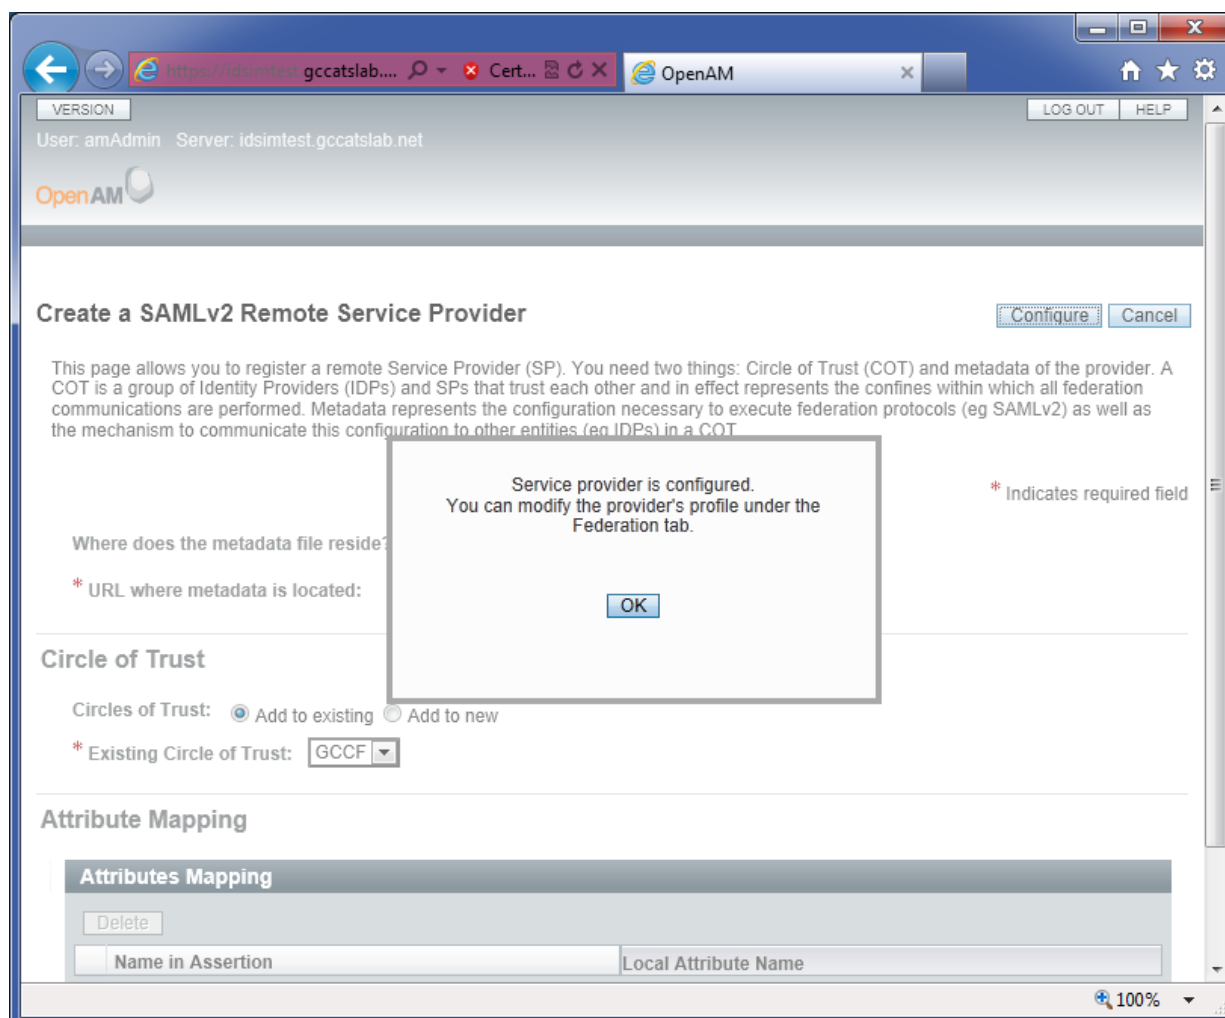 https://idsimtest.gccatslab....
Cert...
OpenAM
VERSION
LOG OUT
HELP
User: amAdmin Server: idsimtest.gccatslab.net
OpenAM
Create a SAMLv2 Remote Service Provider
Configure
Cancel
This page allows you to register a remote Service Provider (SP). You need two things: Circle of Trust (COT) and metadata of the provider. A
COT is a group of Identity Providers (IDPs) and SPs that trust each other and in effect represents the confines within which all federation
communications are performed. Metadata represents the configuration necessary to execute federation protocols (eg SAMLv2) as well as
the mechanism to communicate this configuration to other entities (eg IDPs) in a COT
Service provider is configured.
You can modify the provider's profile under the
Federation tab.
OK
* Indicates required field
Where does the metadata file reside?
* URL where metadata is located:
Circle of Trust
Circles of Trust: Add to existing Add to new
* Existing Circle of Trust: GCCF
Attribute Mapping
Attributes Mapping
Delete
Name in Assertion
Local Attribute Name
100%